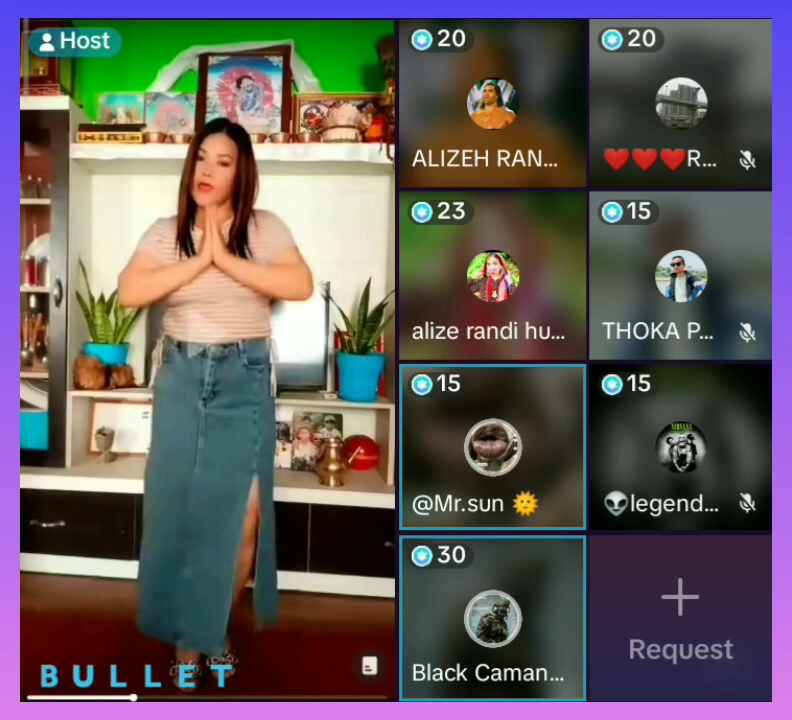 Host
BULLET
20
ALIZEH RAN...
20
❤️❤️❤️R...
23
alize randi hu...
15
THOKA P...
15
@Mr.sun 🌞
15
NIRVANA
👽legend...
30
Black Caman...
Request